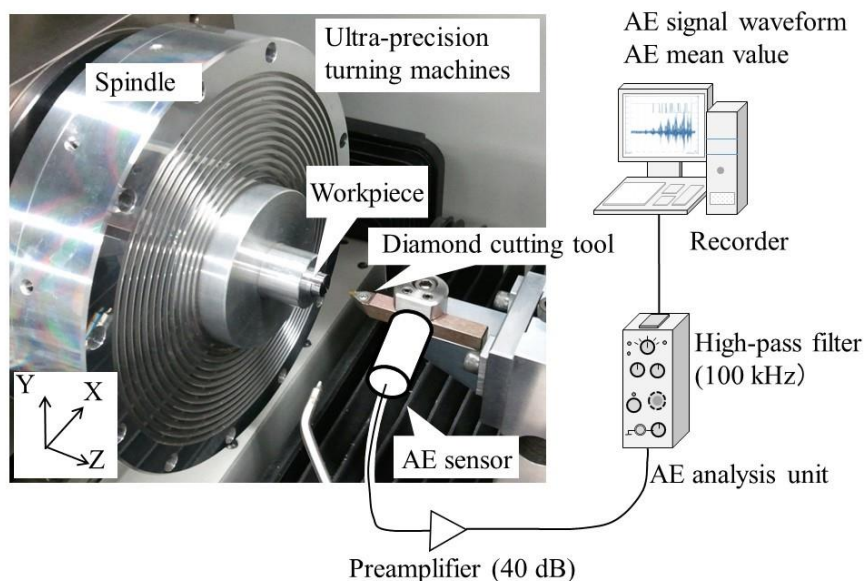 AE signal waveform
AE mean value
Ultra-precision
turning machines
Spindle
Workpiece
Diamond cutting tool
Recorder
High-pass filter
(100 kHz)
Y
X
Z
AE sensor
AE analysis unit
Preamplifier (40 dB)